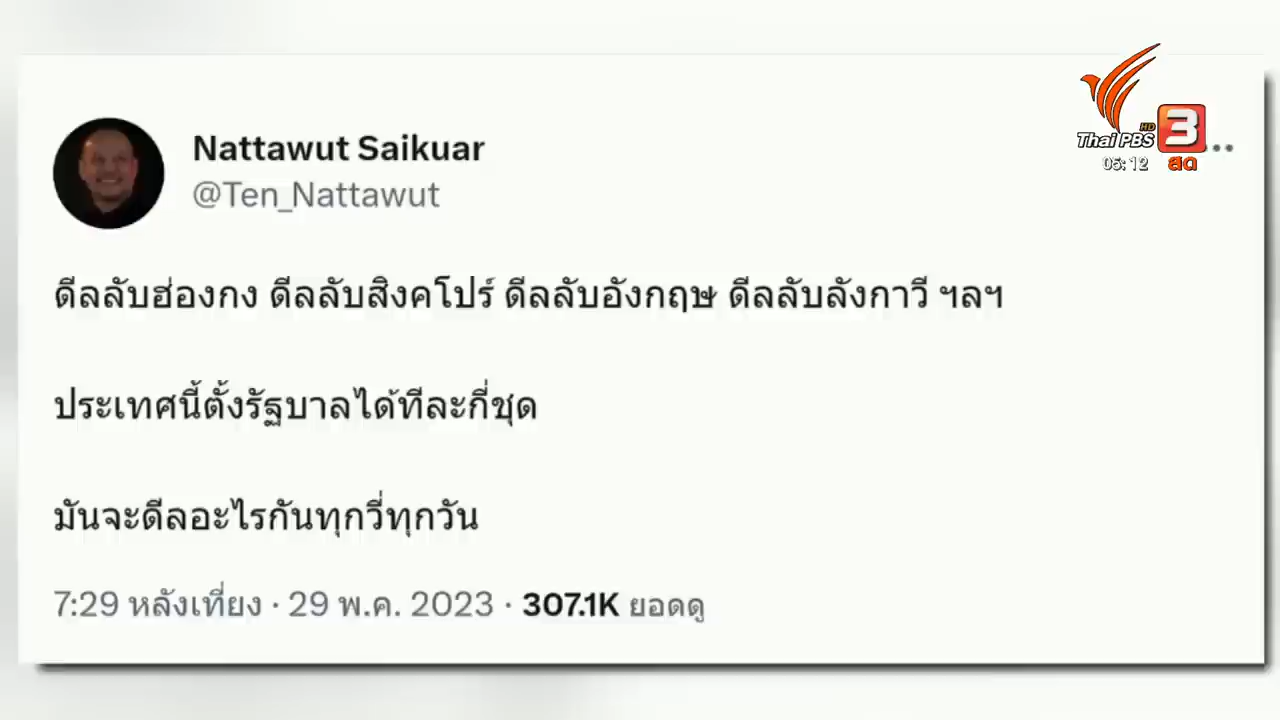 Nattawut Saikuar
@Ten_Nattawut
HD
Thai PBS
3
05:12
สด
ดีลลับฮ่องกง ดีลลับสิงคโปร์ ดีลลับอังกฤษ ดีลลับลังกาวี ฯลฯ
ประเทศนี้ตั้งรัฐบาลได้ทีละกี่ชุด
มันจะดีลอะไรกันทุกวี่ทุกวัน
7:29 หลังเที่ยง · 29 พ.ค. 2023 · 307.1K ยอดดู